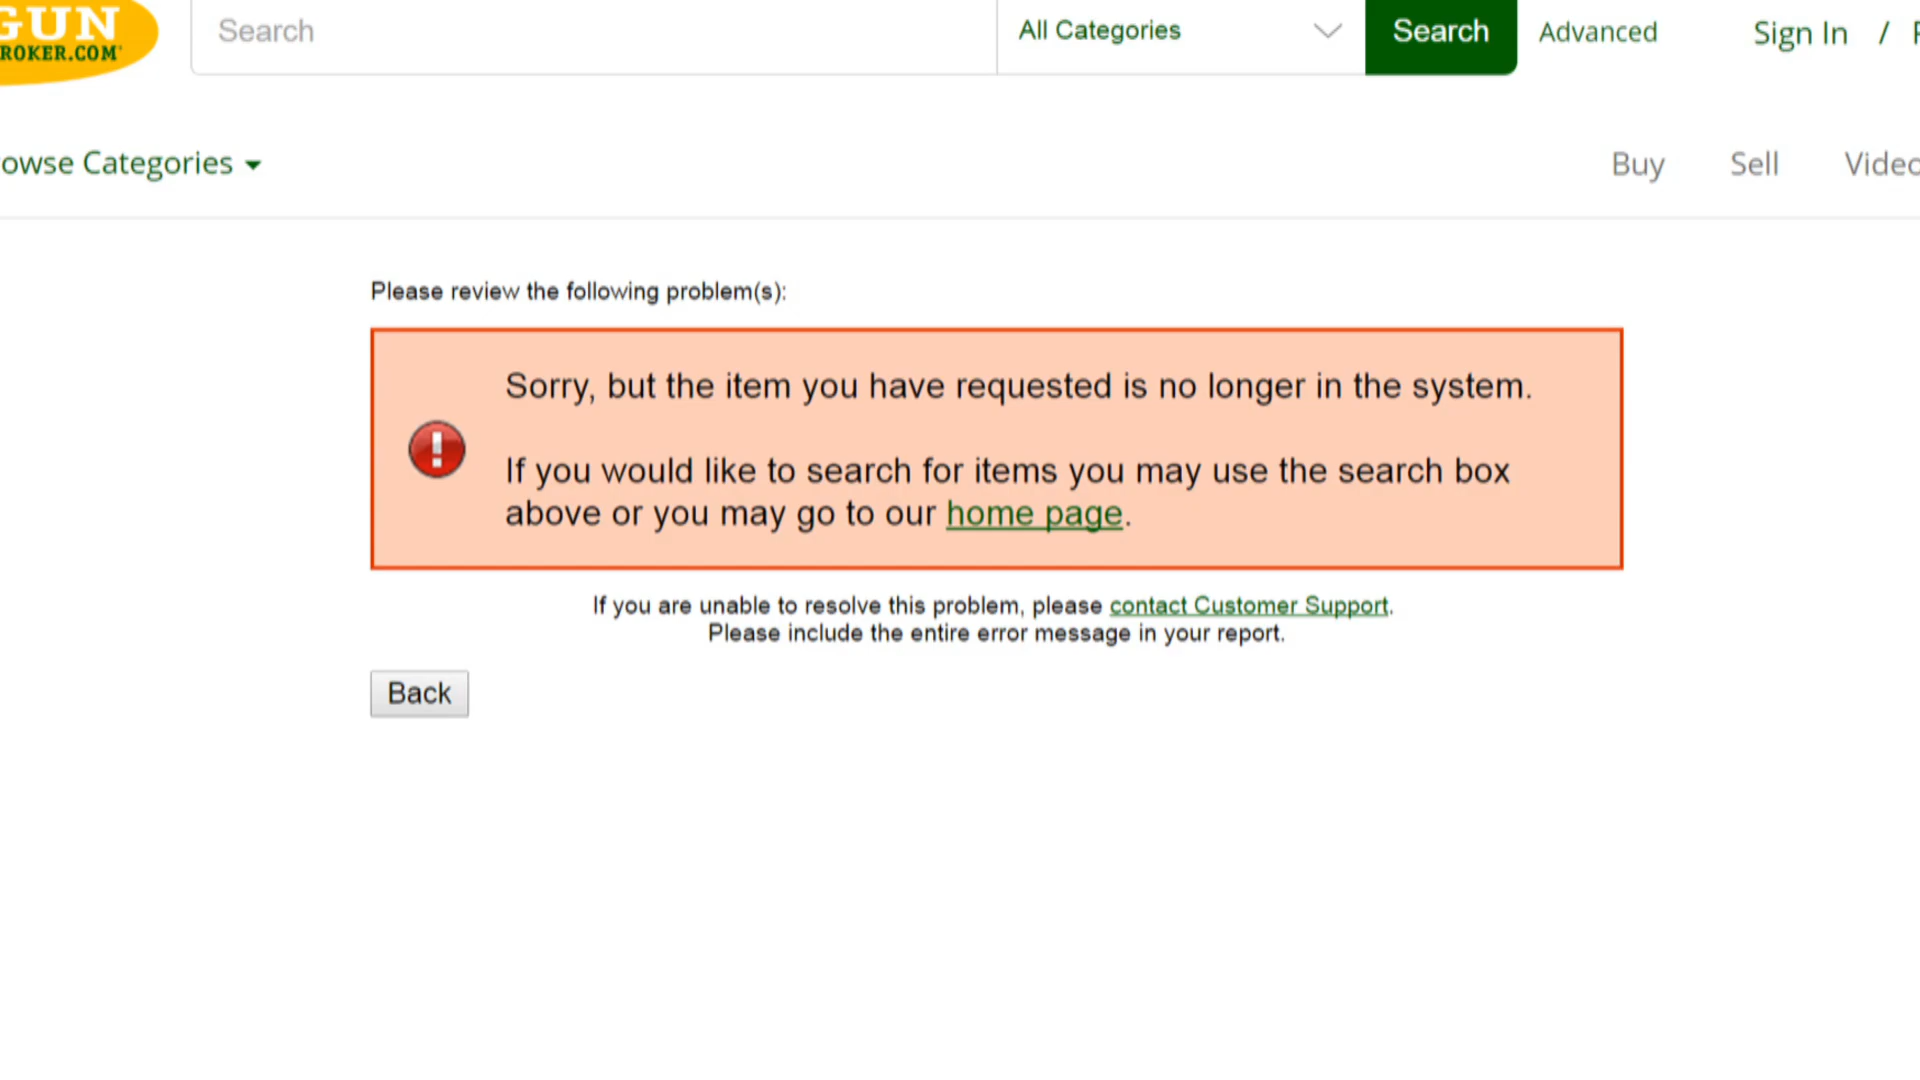 GUN
ROKER.COM
Search
All Categories
Search
Advanced
Sign In /
owse Categories
Buy
Sell
Video
Please review the following problem(s):
Sorry, but the item you have requested is no longer in the system.
If you would like to search for items you may use the search box
above or you may go to our home page.
If you are unable to resolve this problem, please contact Customer Support.
Please include the entire error message in your report.
Back